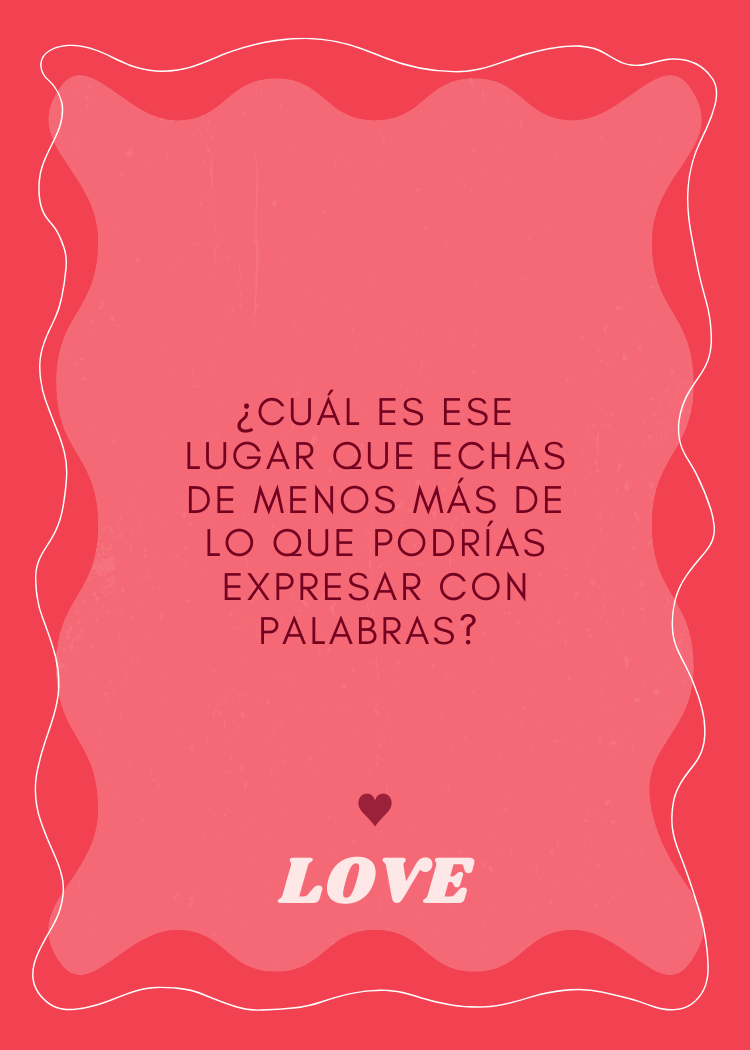 ¿CUÁL ES ESE
LUGAR QUE ECHAS
DE MENOS MÁS DE
LO QUE PODRÍAS
EXPRESAR CON
PALABRAS?
LOVE